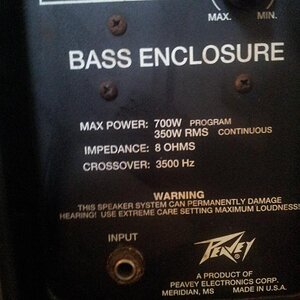 MAX. MIN.
BASS ENCLOSURE
MAX POWER: 700W PROGRAM
350W RMS CONTINUOUS
IMPEDANCE: 8 OHMS
CROSSOVER: 3500 Hz
WARNING
THIS SPEAKER SYSTEM CAN PERMANENTLY DAMAGE
HEARING! USE EXTREME CARE SETTING MAXIMUM LOUDNESS!
INPUT
PEAVEY
A PRODUCT OF
PEAVEY ELECTRONICS CORP.
MERIDIAN, MS MADE IN U.S.A.